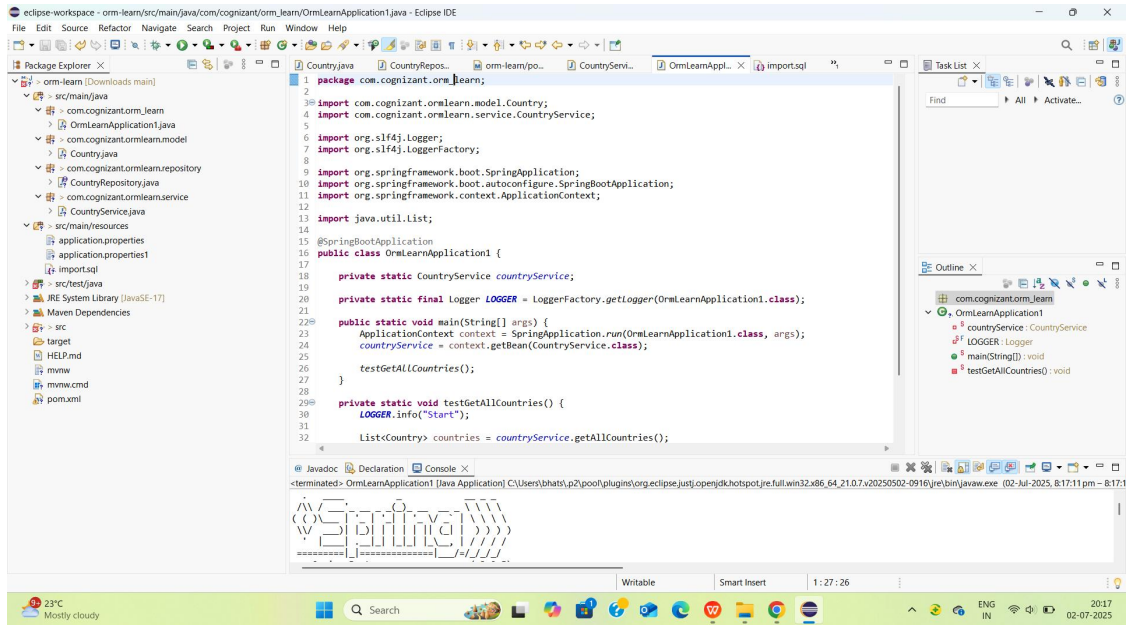 eclipse-workspace - orm-learn/src/main/java/com/cognizant/orm_learn/OrmLearnApplication1.java - Eclipse IDE
File Edit Source Refactor Navigate Search Project Run Window Help
Package Explorer
> orm-learn [Downloads main]
> src/main/java
> com.cognizant.orm_learn
> OrmLearnApplication1.java
> com.cognizant.ormlearn.model
> Country.java
> com.cognizant.ormlearn.repository
> CountryRepository.java
> com.cognizant.ormlearn.service
> CountryService.java
> src/main/resources
application.properties
application.properties1
import.sql
> src/test/java
JRE System Library [JavaSE-17]
Maven Dependencies
> src
target
HELP.md
mvnw
mvnw.cmd
pom.xml
Country.java CountryRepos... orm-learn/po... CountryServi... OrmLearnAppl... import.sql
1 package com.cognizant.orm_learn;
2
3 import com.cognizant.ormlearn.model.Country;
4 import com.cognizant.ormlearn.service.CountryService;
5
6 import org.slf4j.Logger;
7 import org.slf4j.LoggerFactory;
8
9 import org.springframework.boot.SpringApplication;
10 import org.springframework.boot.autoconfigure.SpringBootApplication;
11 import org.springframework.context.ApplicationContext;
12
13 import java.util.List;
14
15 @SpringBootApplication
16 public class OrmLearnApplication1 {
17
18 private static CountryService countryService;
19
20 private static final Logger LOGGER = LoggerFactory.getLogger(OrmLearnApplication1.class);
21
22 public static void main(String[] args) {
23 ApplicationContext context = SpringApplication.run(OrmLearnApplication1.class, args);
24 countryService = context.getBean(CountryService.class);
25
26 testGetAllCountries();
27 }
28
29 private static void testGetAllCountries() {
30 LOGGER.info("Start");
31
32 List<Country> countries = countryService.getAllCountries();
Javadoc Declaration Console
<terminated> OrmLearnApplication1 [Java Application] C:\Users\bhats\.p2\pool\plugins\org.eclipse.justj.openjdk.hotspot.jre.full.win32.x86_64_21.0.7.v20250502-0916\jre\bin\javaw.exe (02-Jul-2025, 8:17:11 pm – 8:17:1
Task List
Find All Activate...
Outline
com.cognizant.orm_learn
OrmLearnApplication1
countryService : CountryService
LOGGER : Logger
main(String[]) : void
testGetAllCountries() : void
Writable Smart Insert 1 : 27 : 26
9+ 23°C
Mostly cloudy
Search
ENG
IN
20:17
02-07-2025